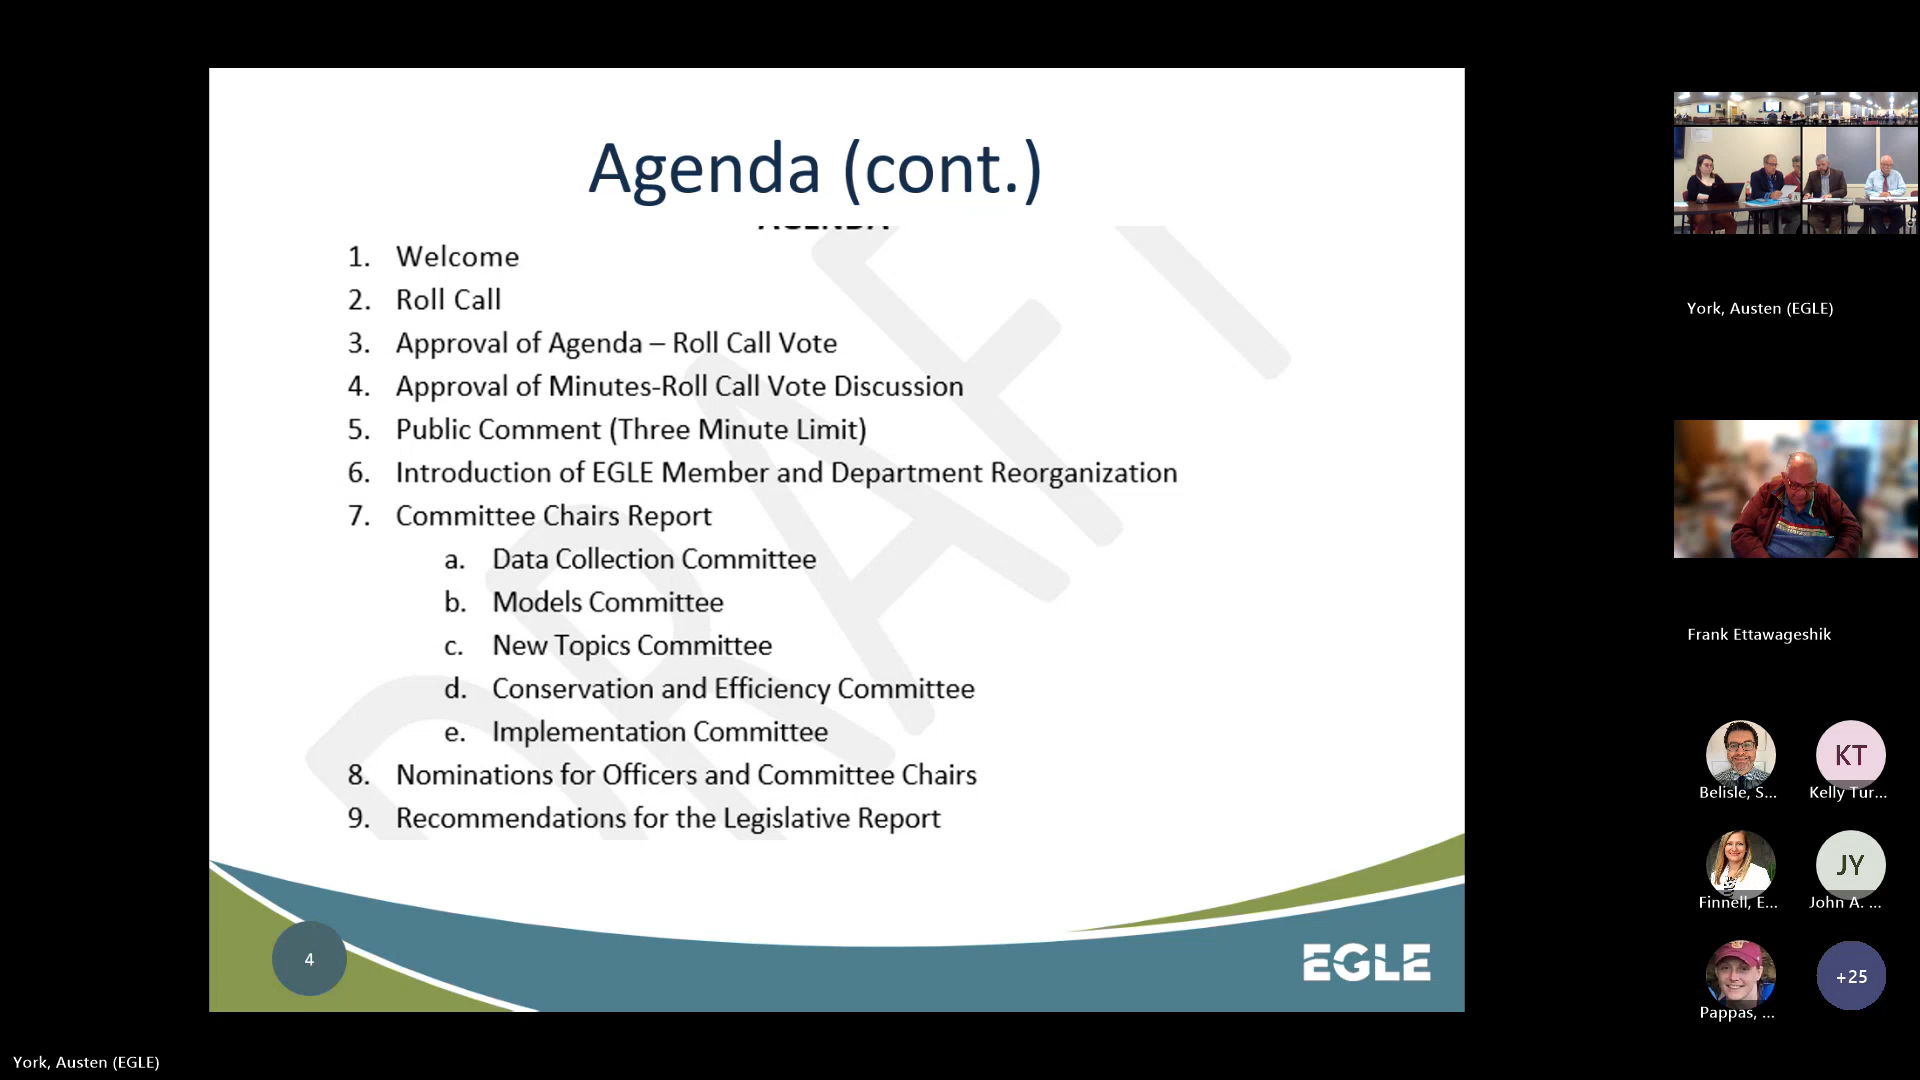 Agenda (cont.)
AGENDA
1. Welcome
2. Roll Call
3. Approval of Agenda – Roll Call Vote
4. Approval of Minutes-Roll Call Vote Discussion
5. Public Comment (Three Minute Limit)
6. Introduction of EGLE Member and Department Reorganization
7. Committee Chairs Report
a. Data Collection Committee
b. Models Committee
c. New Topics Committee
d. Conservation and Efficiency Committee
e. Implementation Committee
8. Nominations for Officers and Committee Chairs
9. Recommendations for the Legislative Report
DRAFT
4
EGLE
York, Austen (EGLE)
York, Austen (EGLE)
Frank Ettawageshik
Belisle, S...
KT
Kelly Tur...
Finnell, E...
JY
John A. ...
Pappas, ...
+25